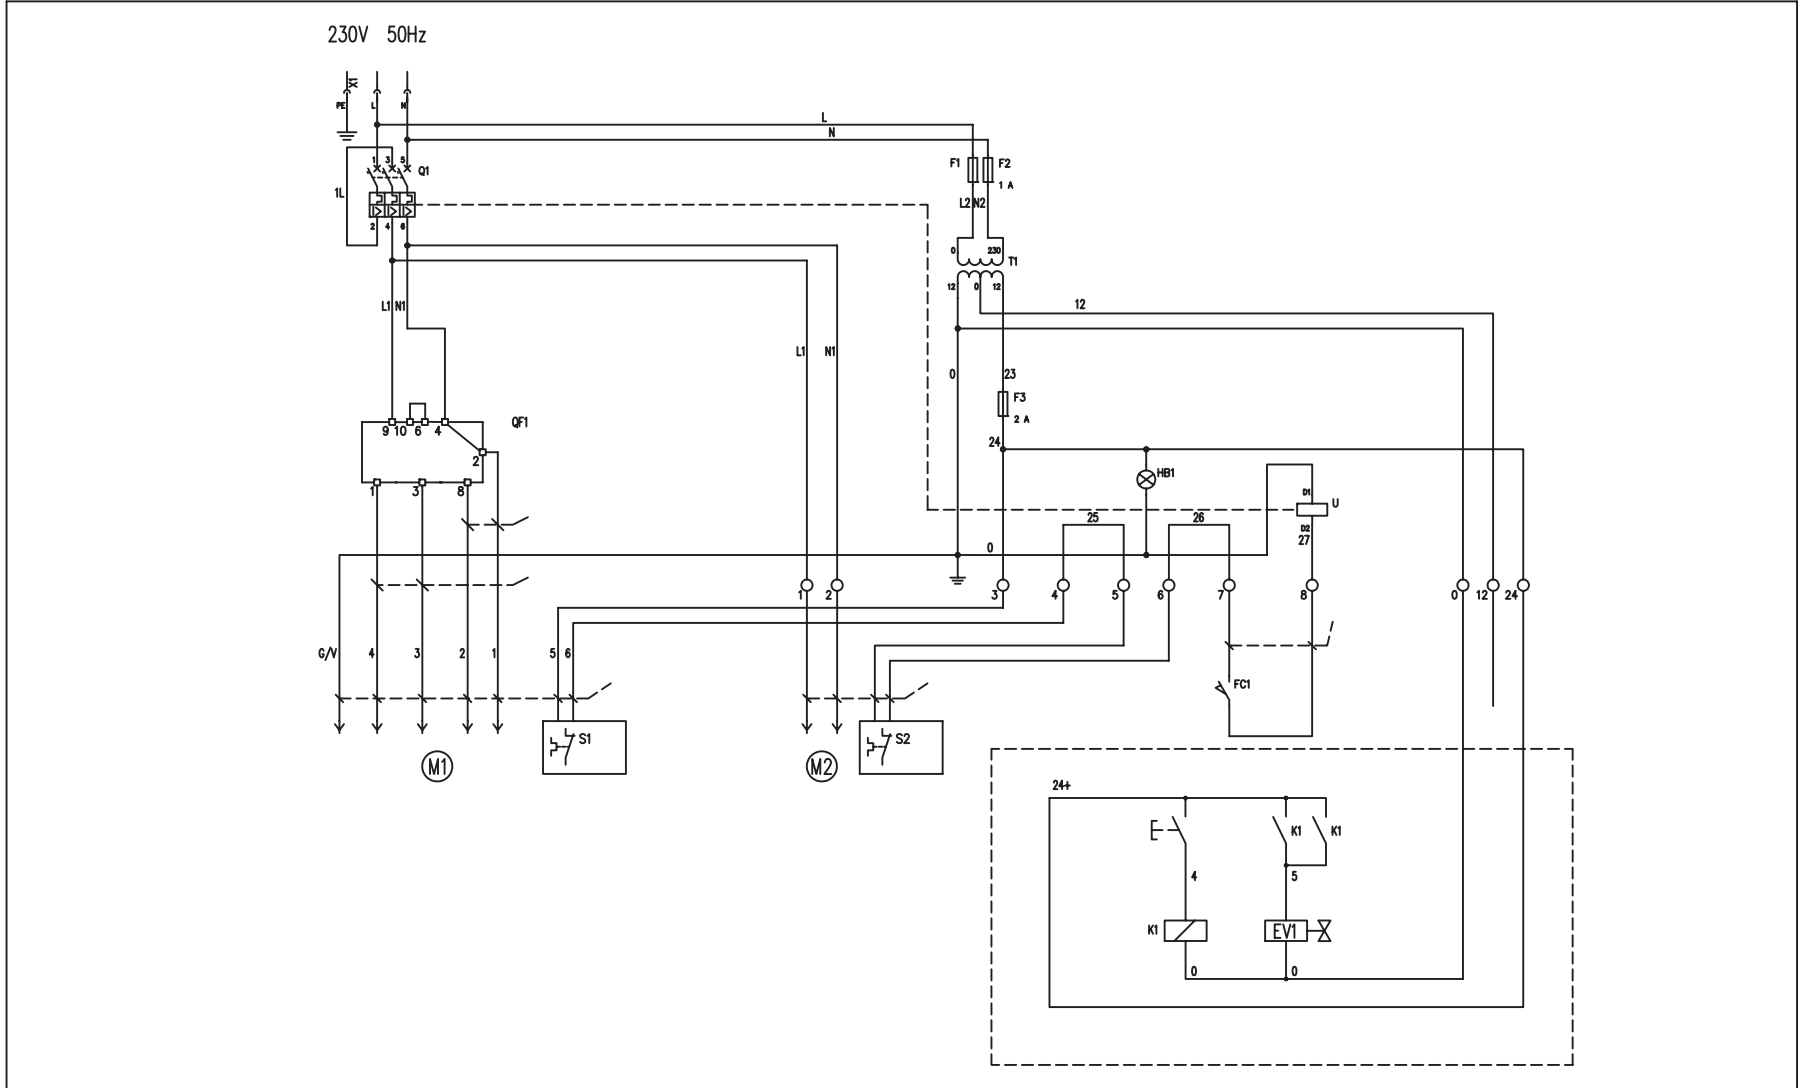 230V 50Hz
X1
PE L N
L
N
1 3 5
Q1
1L
2 4 6
F1 F2
1 A
L2 N2
0 230
T1
12 0 12
12
L1 N1
L1 N1
0 23
F3
2 A
24
QF1
9 10 6 4
2
1 3 8
HB1
D1
U
D2
27
25 26
0
1 2 3 4 5 6 7 8 0 12 24
G/V 4 3 2 1 5 6
FC1
S1 S2
M1 M2
24+
K1 K1
4 5
K1 EV1
0 0